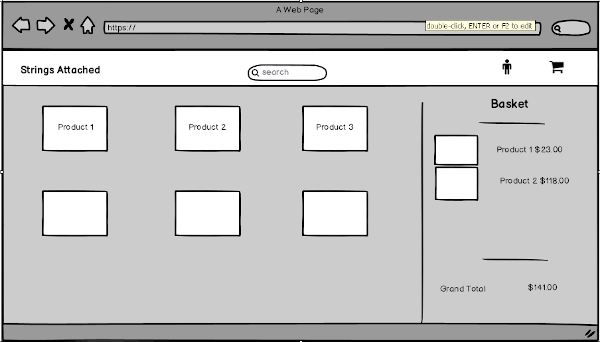 A Web Page
https://
double-click, ENTER or F2 to edit
Strings Attached
search
Product 1
Product 2
Product 3
Basket
Product 1 $23.00
Product 2 $118.00
Grand Total $141.00